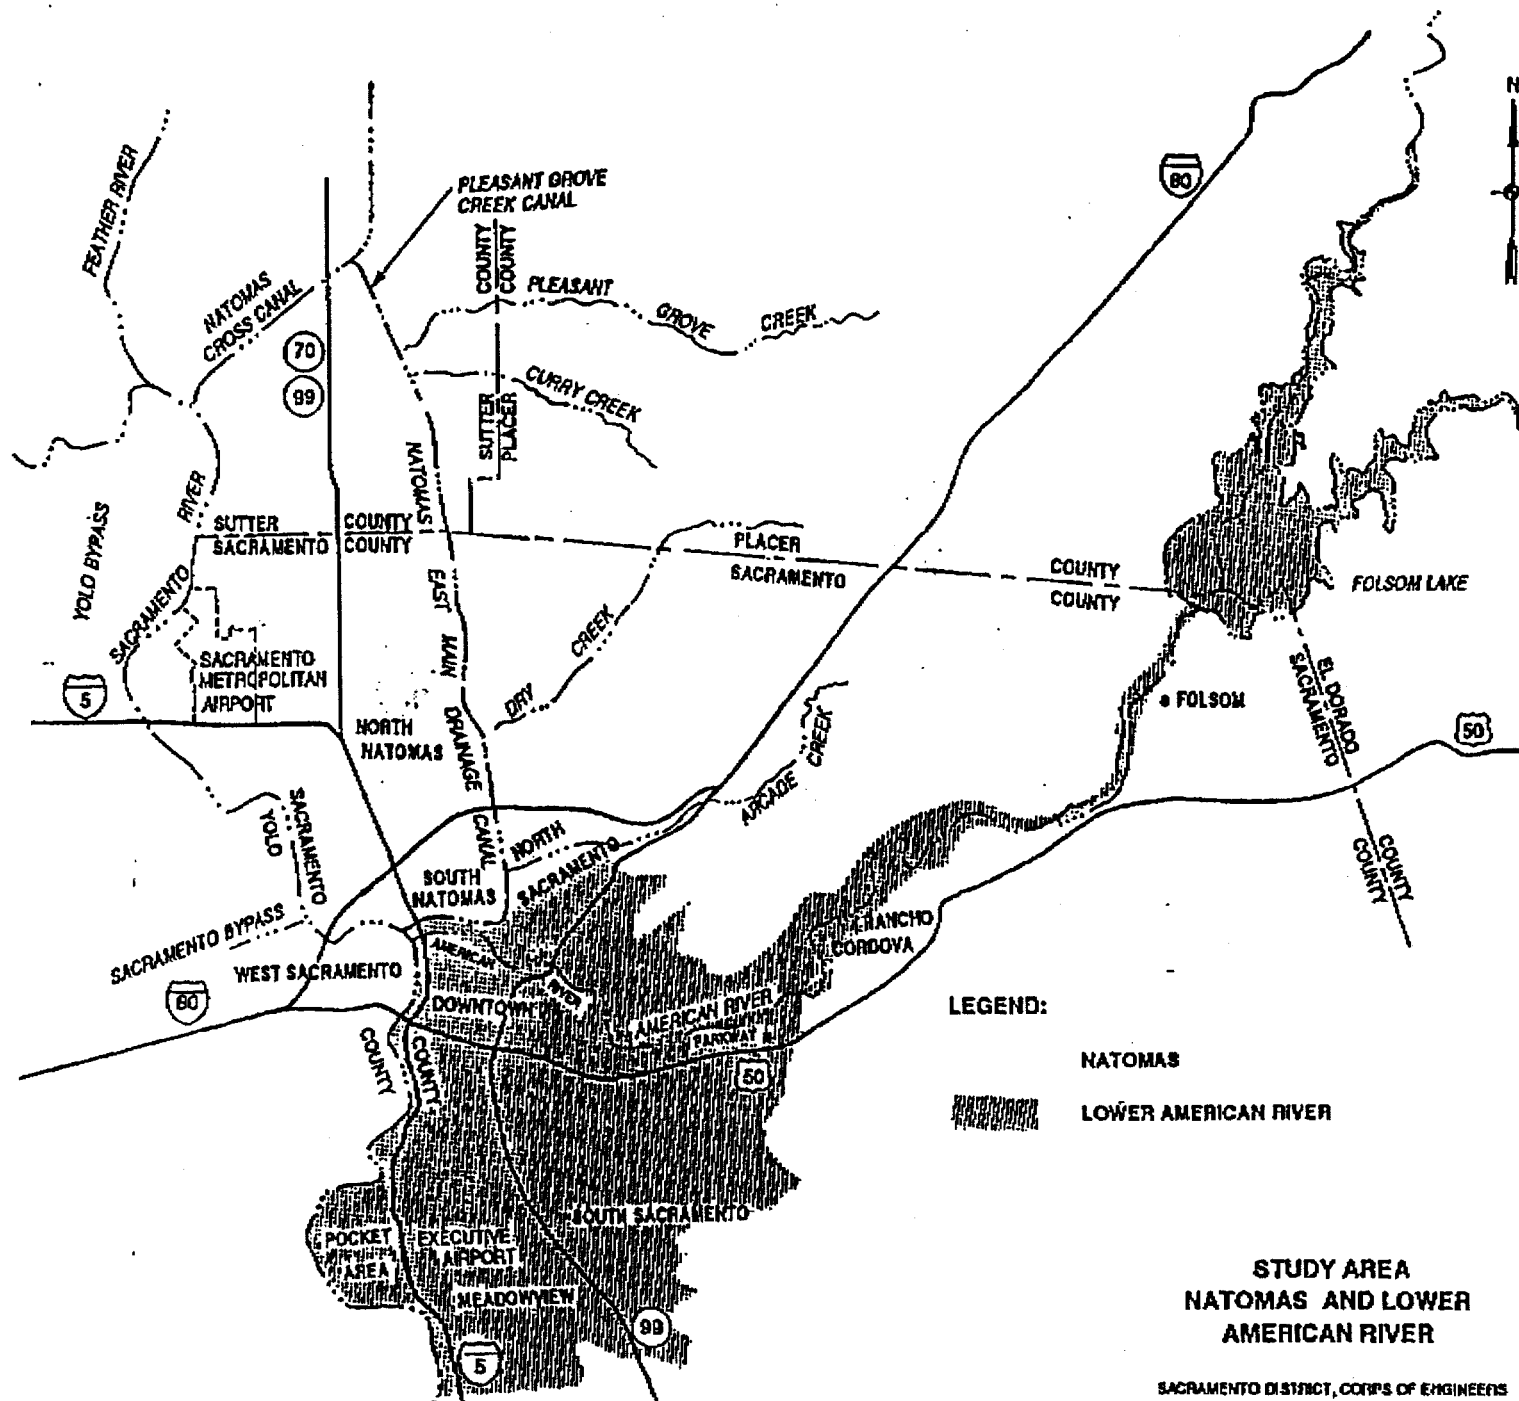 N
80
PLEASANT GROVE
CREEK CANAL
FEATHER RIVER
COUNTY
COUNTY
PLEASANT
GROVE
CREEK
NATOMAS
CROSS CANAL
70
99
CURRY CREEK
SUTTER
PLACER
NATOMAS
RIVER
YOLO BYPASS
SUTTER
COUNTY
SACRAMENTO
COUNTY
PLACER
SACRAMENTO
COUNTY
COUNTY
FOLSOM LAKE
EAST
MAIN
DRAINAGE
CANAL
SACRAMENTO
CREEK
DRY
SACRAMENTO
METROPOLITAN
AIRPORT
5
NORTH
NATOMAS
FOLSOM
EL DORADO
SACRAMENTO
50
ARCADE
CREEK
SACRAMENTO
YOLO
NORTH
SACRAMENTO
SOUTH
NATOMAS
COUNTY
COUNTY
SACRAMENTO BYPASS
RANCHO
CORDOVA
AMERICAN
RIVER
WEST SACRAMENTO
80
DOWNTOWN
AMERICAN RIVER
PARKWAY
50
COUNTY
COUNTY
LEGEND:
NATOMAS
LOWER AMERICAN RIVER
SOUTH SACRAMENTO
POCKET
AREA
EXECUTIVE
AIRPORT
MEADOWVIEW
99
5
STUDY AREA
NATOMAS AND LOWER
AMERICAN RIVER
SACRAMENTO DISTRICT, CORPS OF ENGINEERS